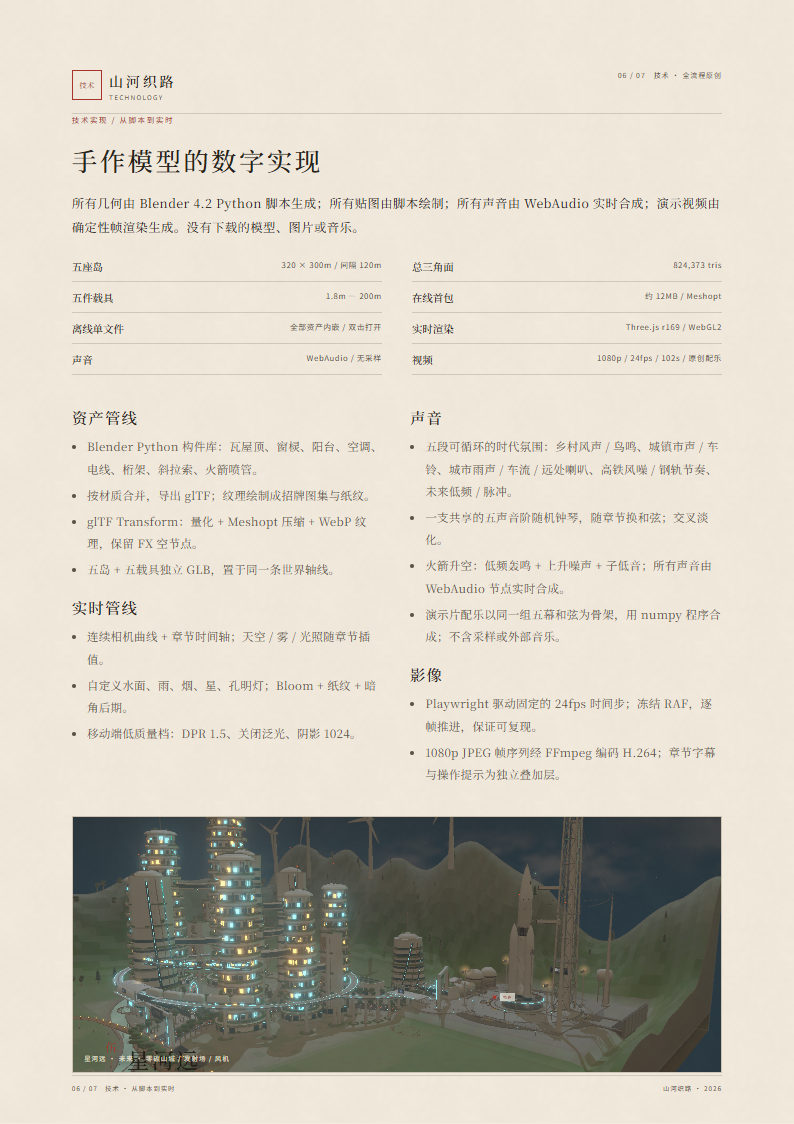 技术
山河织路
TECHNOLOGY
06 / 07 技术 · 全流程原创
技术实现 / 从脚本到实时
手作模型的数字实现
所有几何由 Blender 4.2 Python 脚本生成；所有贴图由脚本绘制；所有声音由 WebAudio 实时合成；演示视频由
确定性帧渲染生成。没有下载的模型、图片或音乐。
五座岛 320 × 300m / 间隔 120m
五件载具 1.8m — 200m
离线单文件 全部资产内嵌 / 双击打开
声音 WebAudio / 无采样
总三角面 824,373 tris
在线首包 约 12MB / Meshopt
实时渲染 Three.js r169 / WebGL2
视频 1080p / 24fps / 102s / 原创配乐
资产管线
• Blender Python 构件库：瓦屋顶、窗棂、阳台、空调、
电线、桁架、斜拉索、火箭喷管。
• 按材质合并，导出 glTF；纹理绘制成招牌图集与纸纹。
• glTF Transform：量化 + Meshopt 压缩 + WebP 纹
理，保留 FX 空节点。
• 五岛 + 五载具独立 GLB，置于同一条世界轴线。
实时管线
• 连续相机曲线 + 章节时间轴；天空 / 雾 / 光照随章节插
值。
• 自定义水面、雨、烟、星、孔明灯；Bloom + 纸纹 + 暗
角后期。
• 移动端低质量档：DPR 1.5、关闭泛光、阴影 1024。
声音
• 五段可循环的时代氛围：乡村风声 / 鸟鸣、城镇市声 / 车
铃、城市雨声 / 车流 / 远处喇叭、高铁风噪 / 钢轨节奏、
未来低频 / 脉冲。
• 一支共享的五声音阶随机钟琴，随章节换和弦；交叉淡
化。
• 火箭升空：低频轰鸣 + 上升噪声 + 子低音；所有声音由
WebAudio 节点实时合成。
• 演示片配乐以同一组五幕和弦为骨架，用 numpy 程序合
成；不含采样或外部音乐。
影像
• Playwright 驱动固定的 24fps 时间步；冻结 RAF，逐
帧推进，保证可复现。
• 1080p JPEG 帧序列经 FFmpeg 编码 H.264；章节字幕
与操作提示为独立叠加层。
星河远 · 未来 · 零碳山城 / 发射场 / 风机
星河远
06 / 07 技术 · 从脚本到实时
山河织路 · 2026